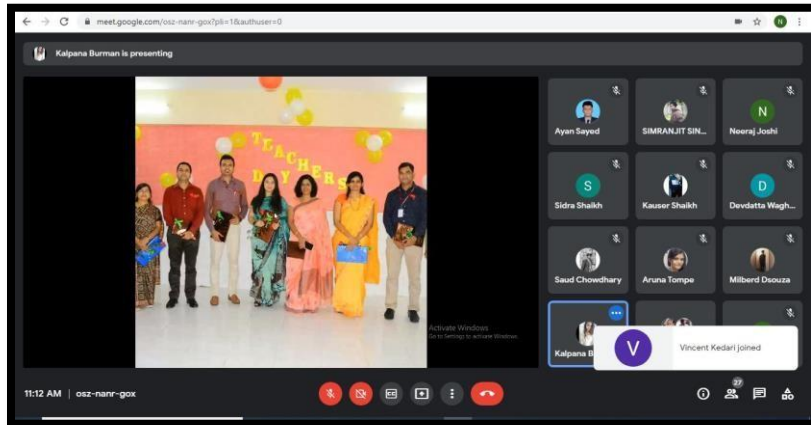 meet.google.com/osz-nanr-gox?pli=1&authuser=0
N
Kalpana Burman is presenting
TEACHERS
DAY
Activate Windows
Go to Settings to activate Windows.
Ayan Sayed
SIMRANJIT SIN...
N
Neeraj Joshi
S
Sidra Shaikh
Kauser Shaikh
D
Devdatta Wagh...
Saud Chowdhary
Aruna Tompe
Milberd Dsouza
Kalpana B
V
Vincent Kedari joined
11:12 AM | osz-nanr-gox
CC
27